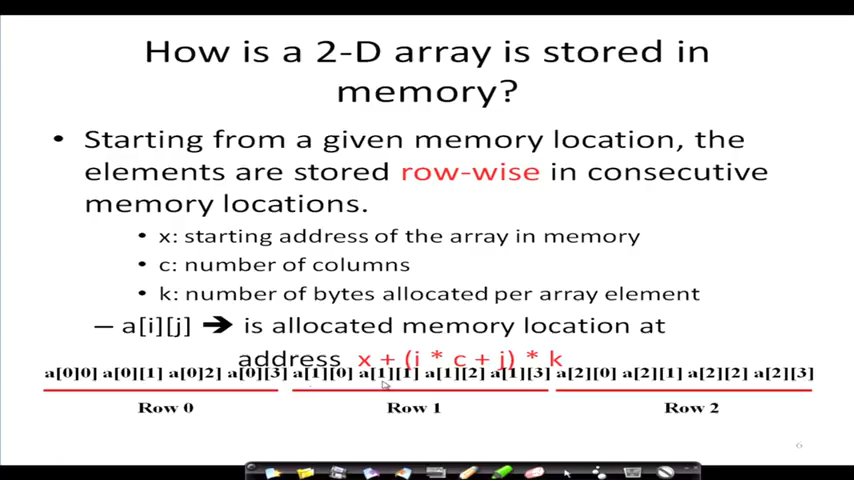 How is a 2-D array is stored in
memory?
• Starting from a given memory location, the
elements are stored row-wise in consecutive
memory locations.
• x: starting address of the array in memory
• c: number of columns
• k: number of bytes allocated per array element
– a[i][j] ➔ is allocated memory location at
address x + (i * c + j) * k
a[0]0] a[0][1] a[0]2] a[0][3] a[1][0] a[1][1] a[1][2] a[1][3] a[2][0] a[2][1] a[2][2] a[2][3]
Row 0 Row 1 Row 2
6